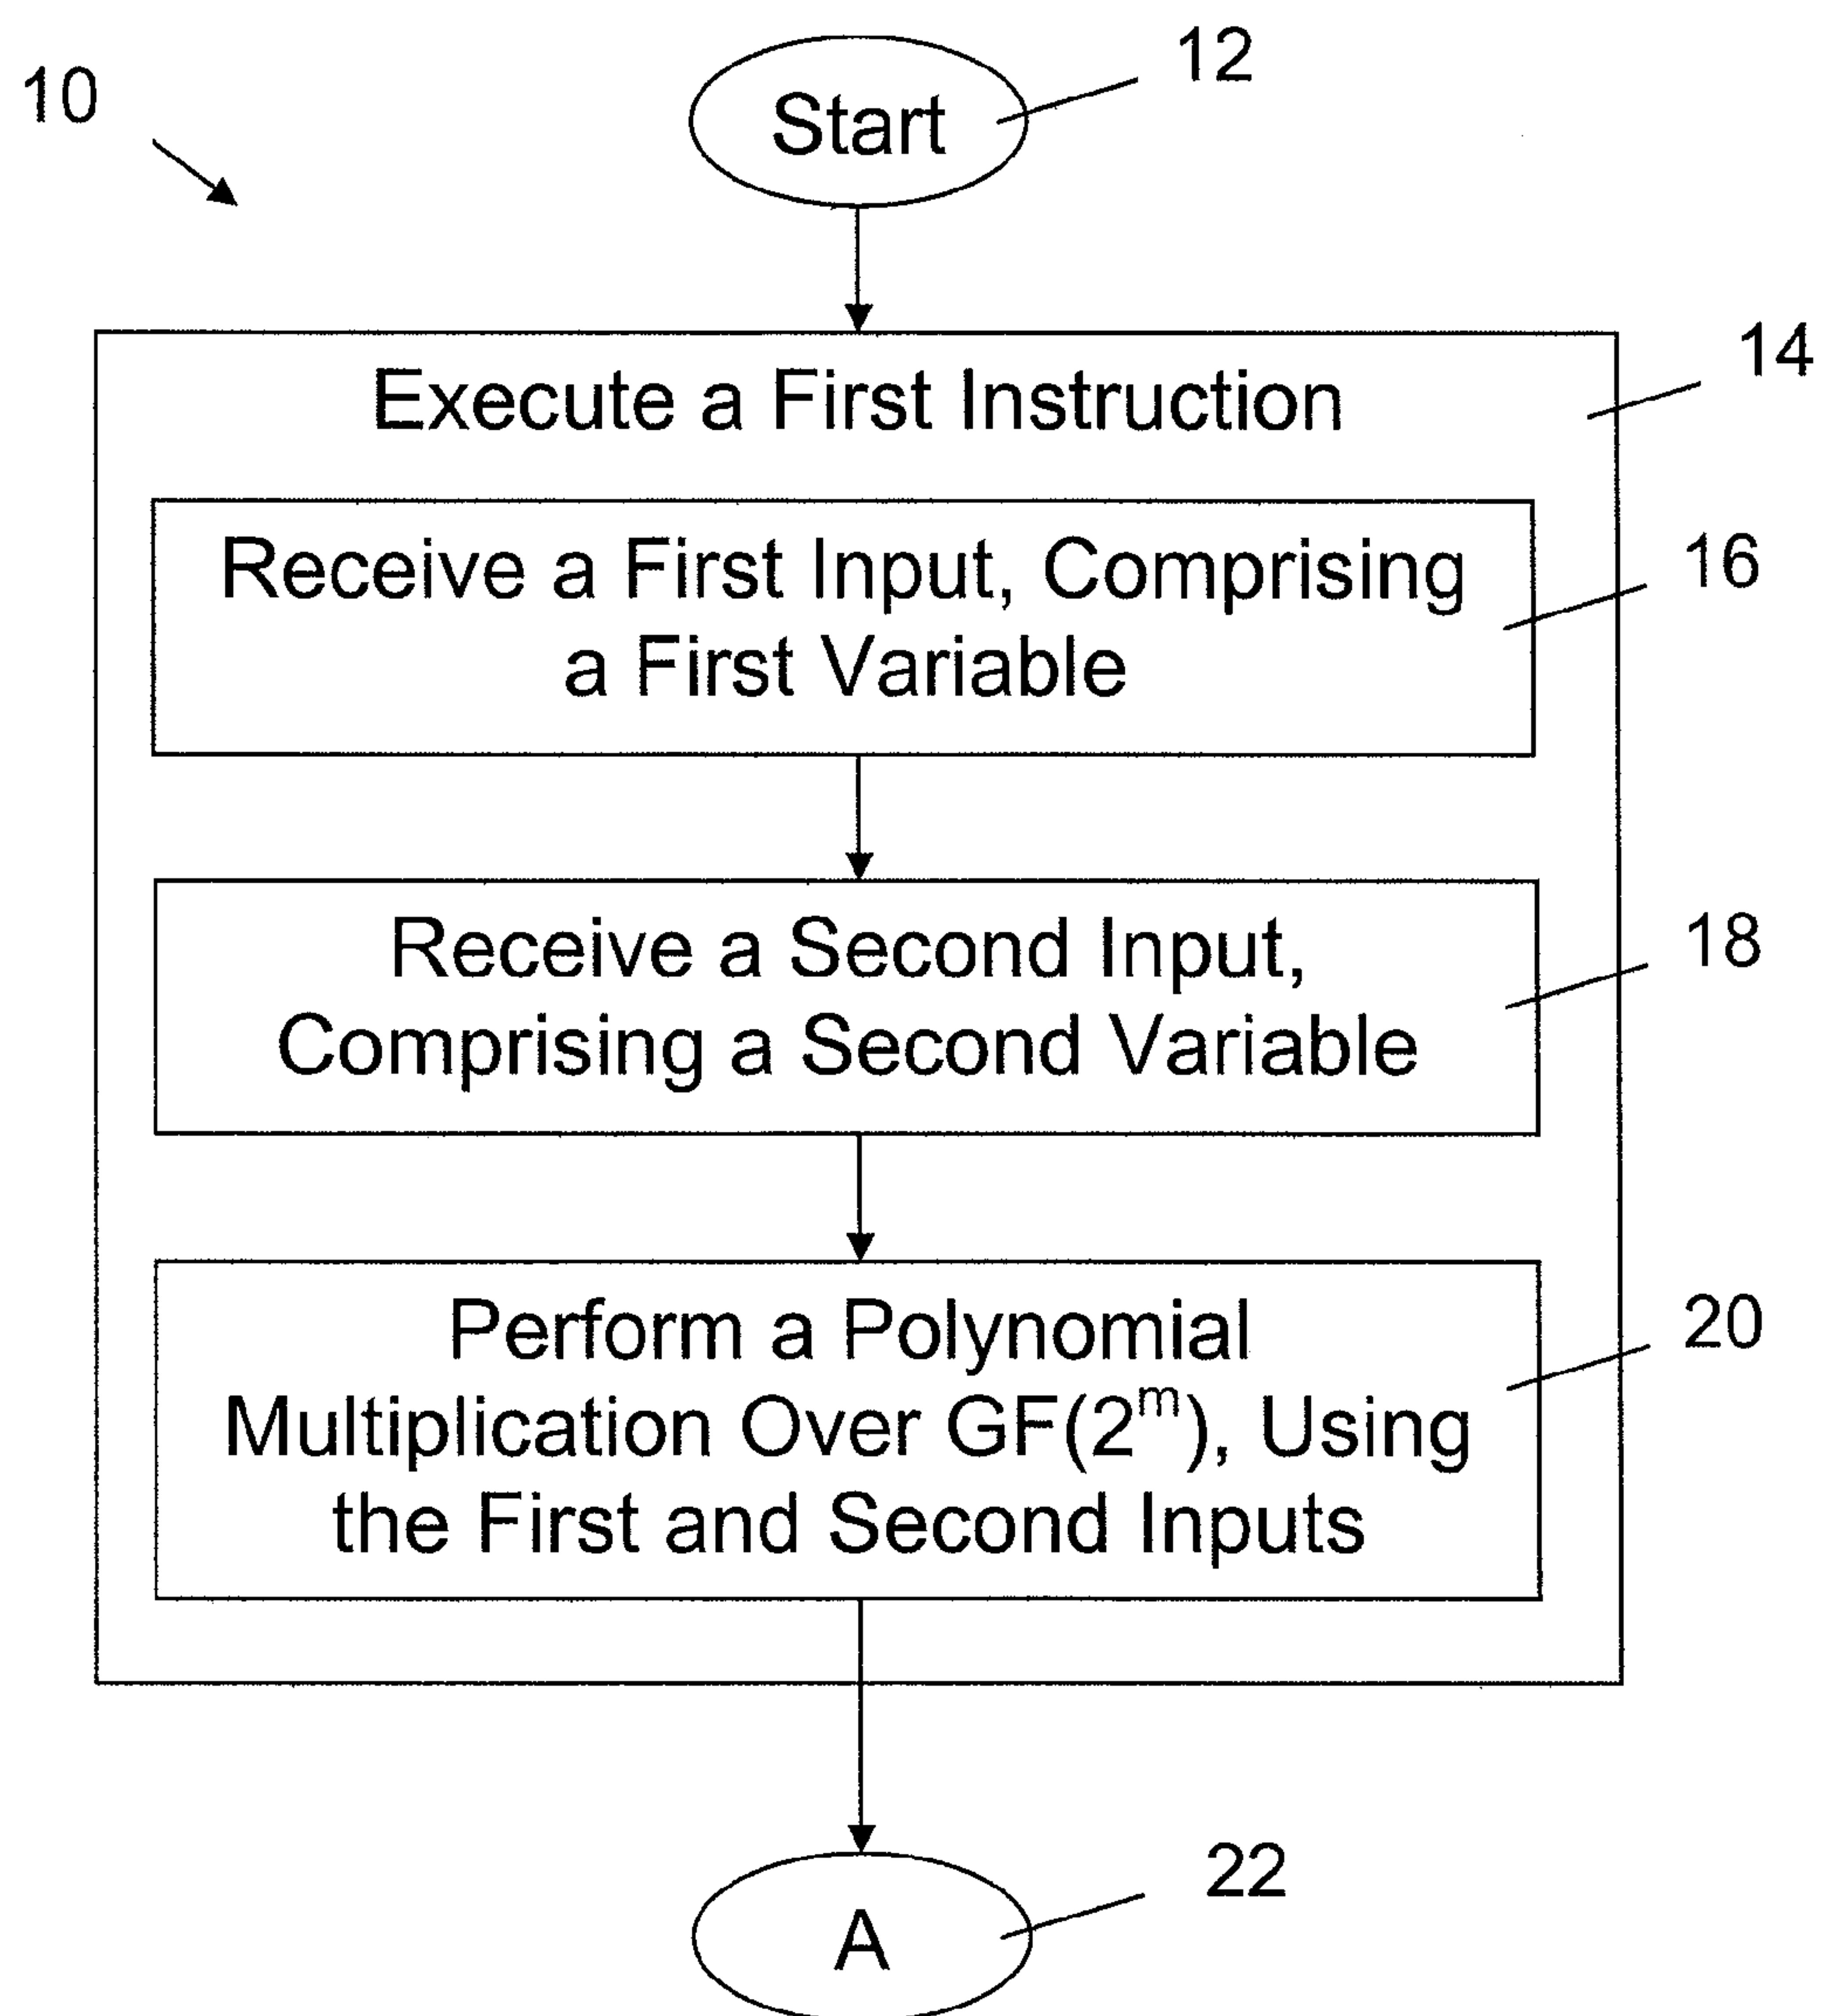 10
Start
12
Execute a First Instruction
14
Receive a First Input, Comprising
a First Variable
16
Receive a Second Input,
Comprising a Second Variable
18
Perform a Polynomial
Multiplication Over GF(2^m), Using
the First and Second Inputs
20
A
22